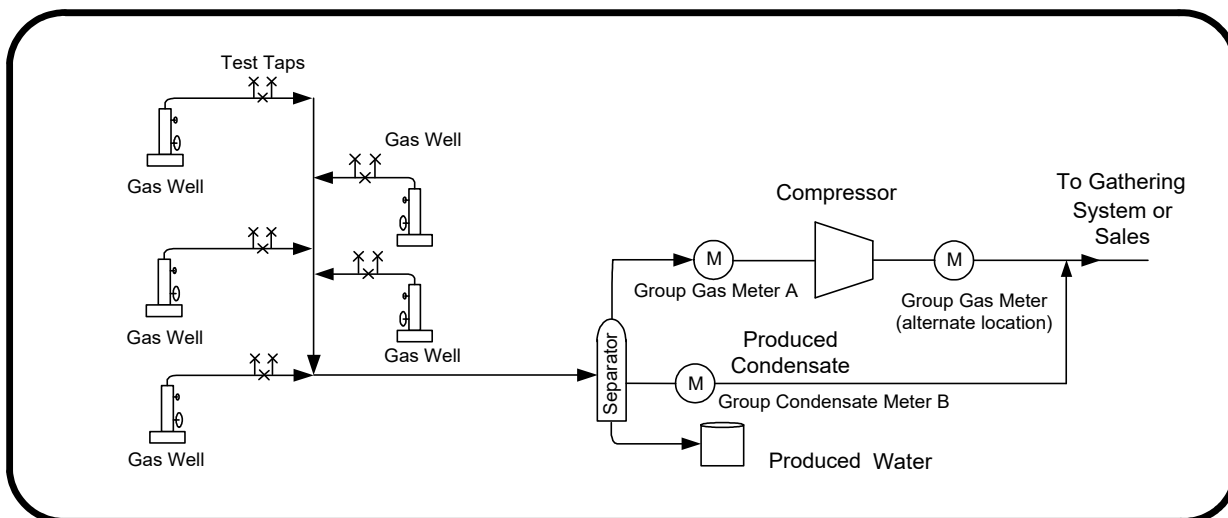 Test Taps
Gas Well
Gas Well
Gas Well
Gas Well
Gas Well
Separator
M
Group Gas Meter A
Compressor
M
Group Gas Meter
(alternate location)
To Gathering
System or
Sales
Produced
Condensate
M
Group Condensate Meter B
Produced Water